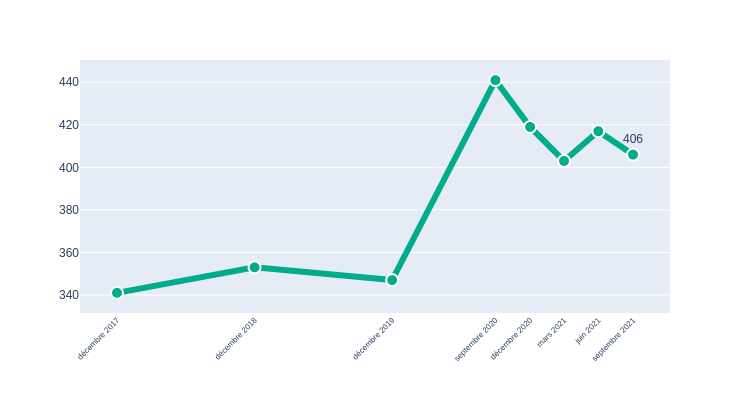 440
420
400
380
360
340
406
décembre 2017
décembre 2018
décembre 2019
septembre 2020
décembre 2020
mars 2021
juin 2021
septembre 2021